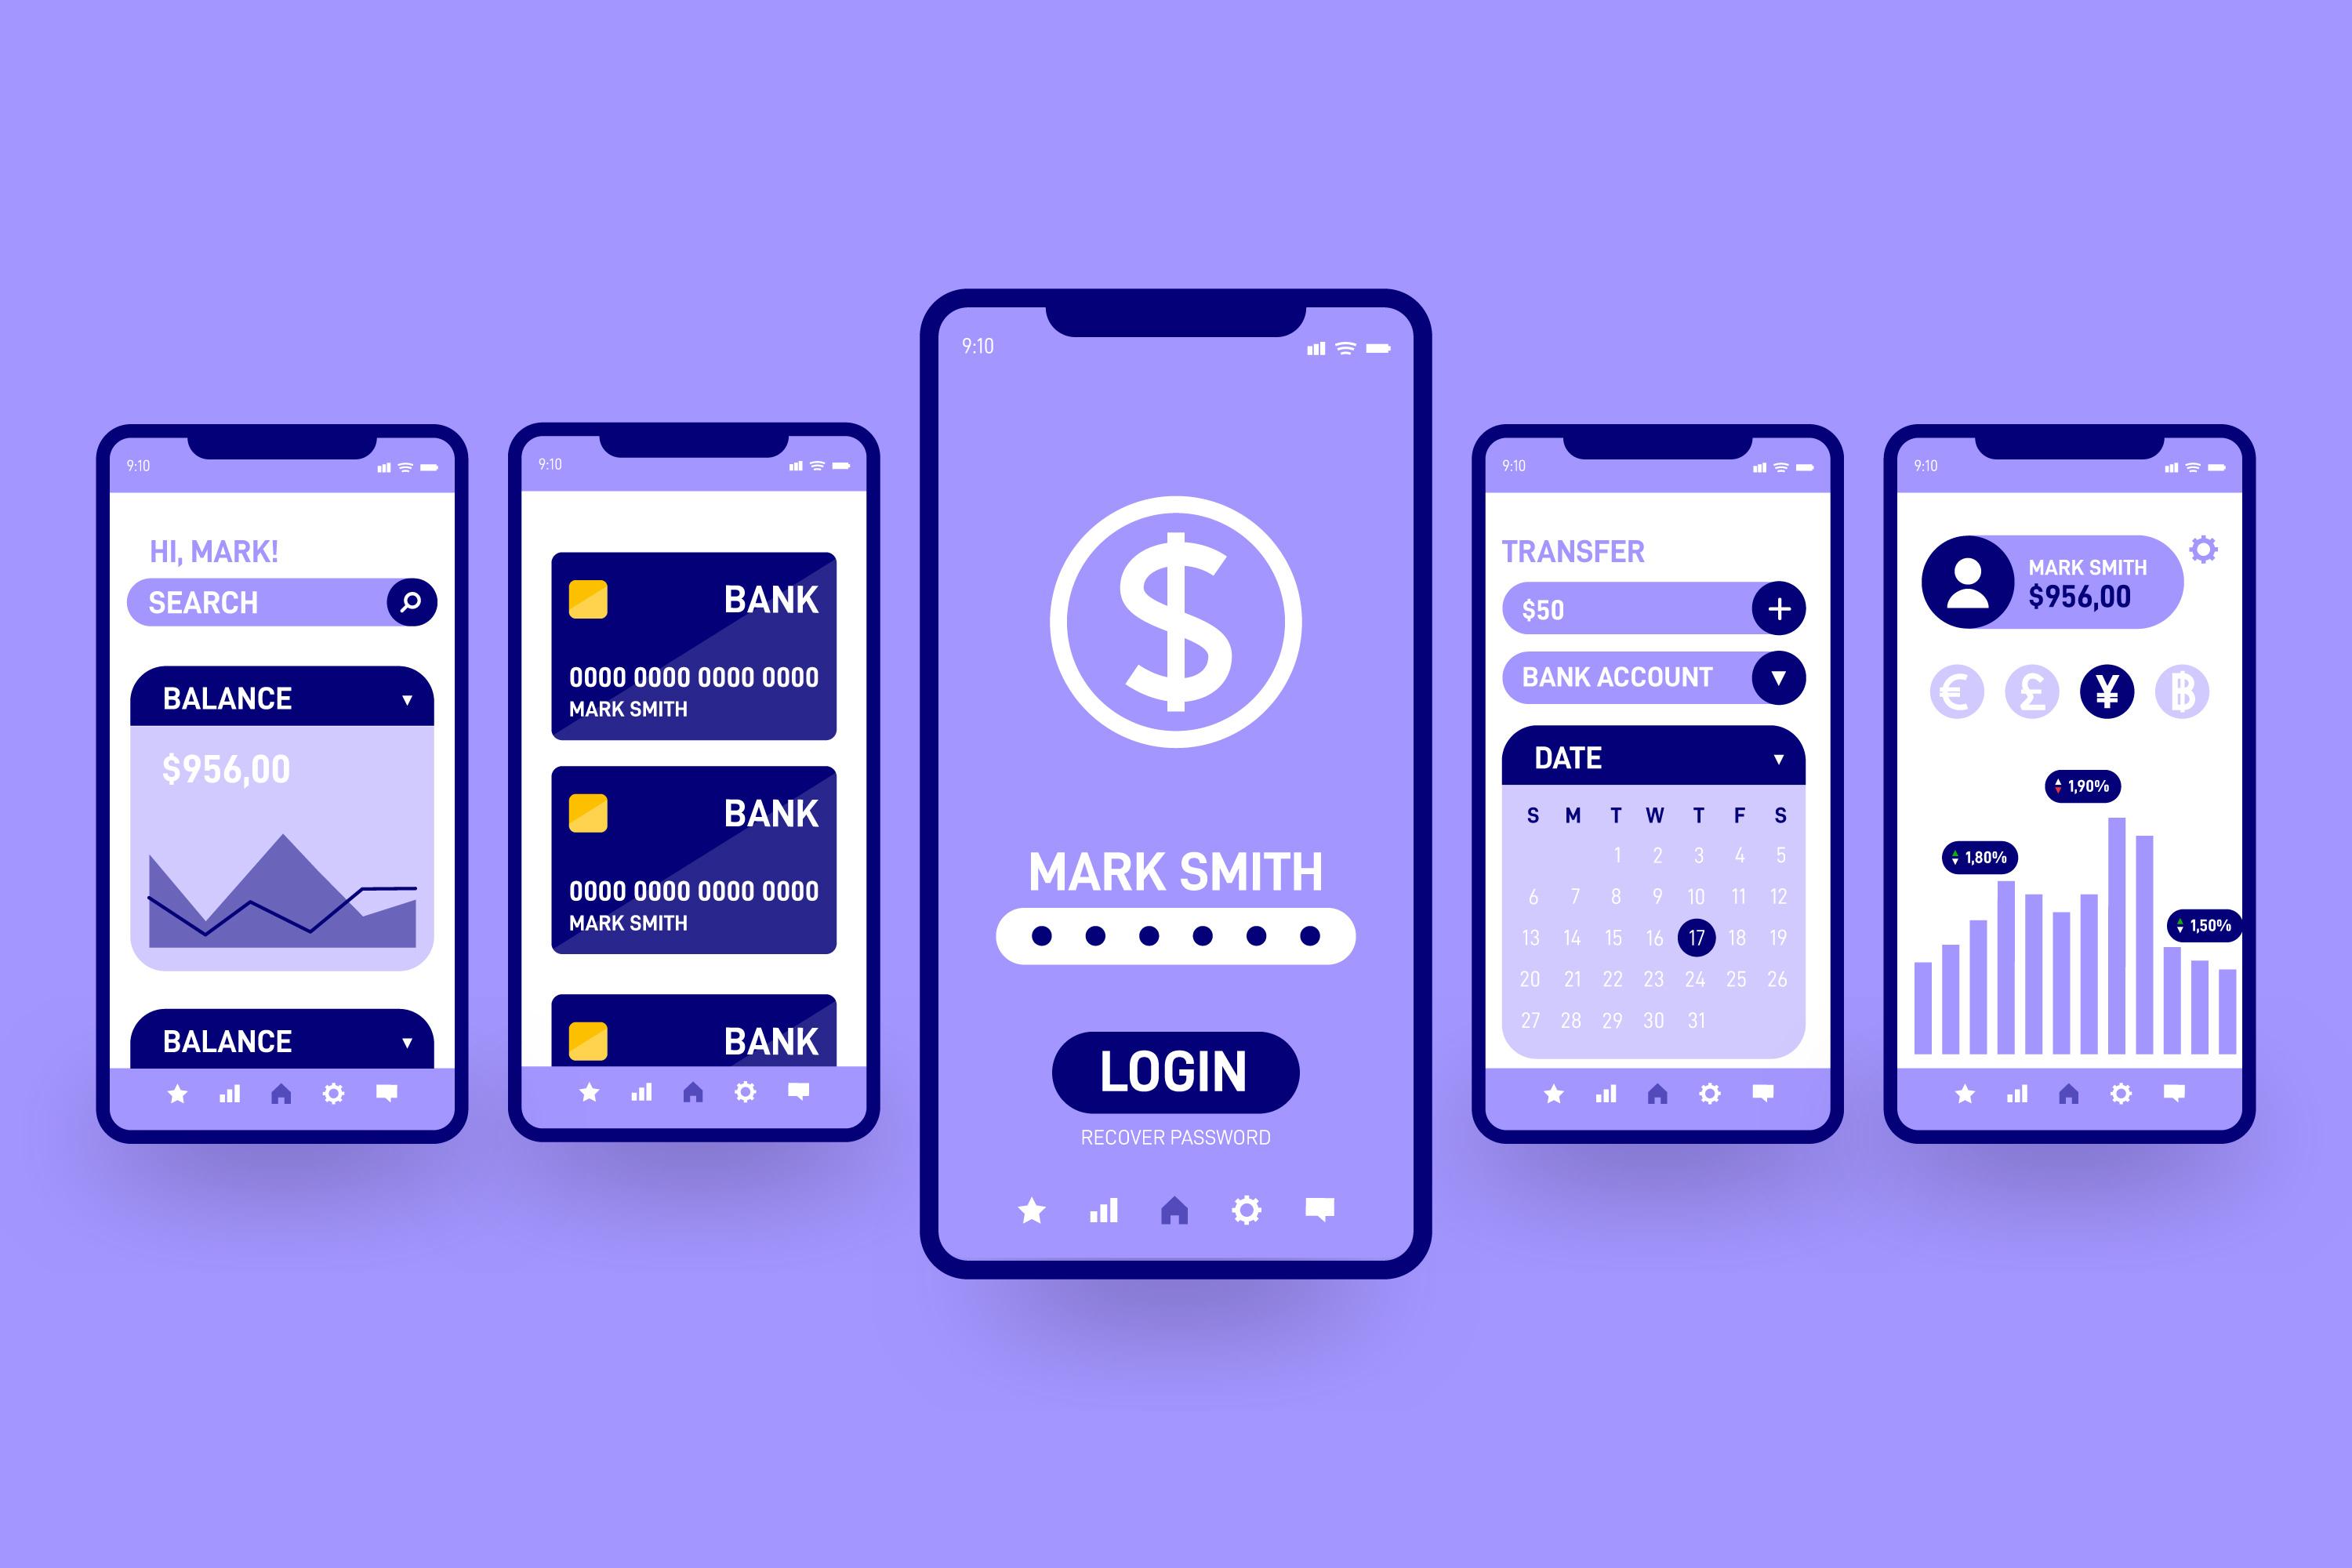 9:10
HI, MARK!
SEARCH
BALANCE
$956,00
BALANCE
9:10
BANK
0000 0000 0000 0000
MARK SMITH
BANK
0000 0000 0000 0000
MARK SMITH
BANK
9:10
$
MARK SMITH
LOGIN
RECOVER PASSWORD
9:10
TRANSFER
$50
BANK ACCOUNT
DATE
S M T W T F S
1 2 3 4 5
6 7 8 9 10 11 12
13 14 15 16 17 18 19
20 21 22 23 24 25 26
27 28 29 30 31
9:10
MARK SMITH
$956,00
€ £ ¥ ฿
1,90%
1,80%
1,50%